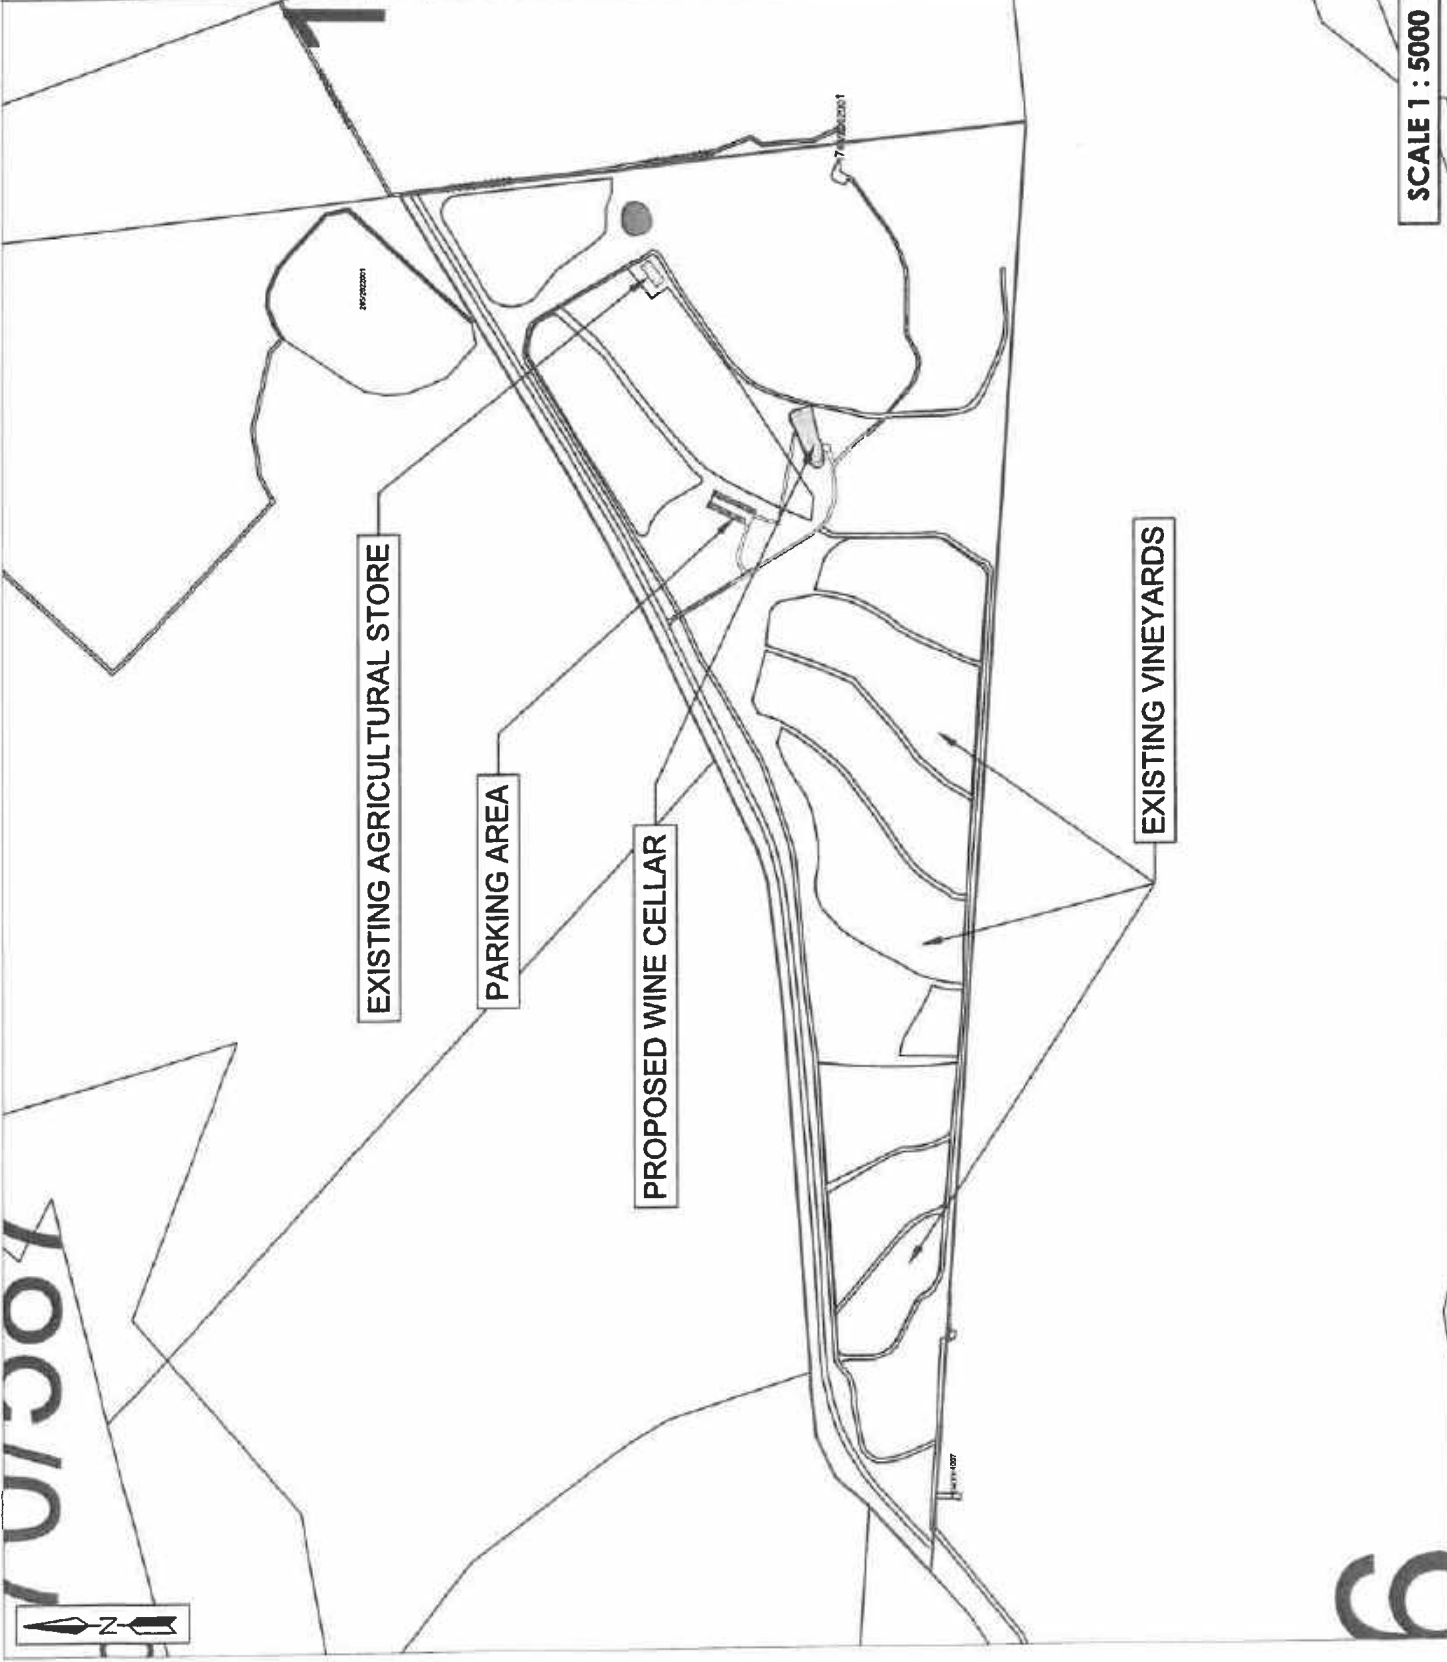 EXISTING AGRICULTURAL STORE
PARKING AREA
PROPOSED WINE CELLAR
EXISTING VINEYARDS
SCALE 1 : 5000
N